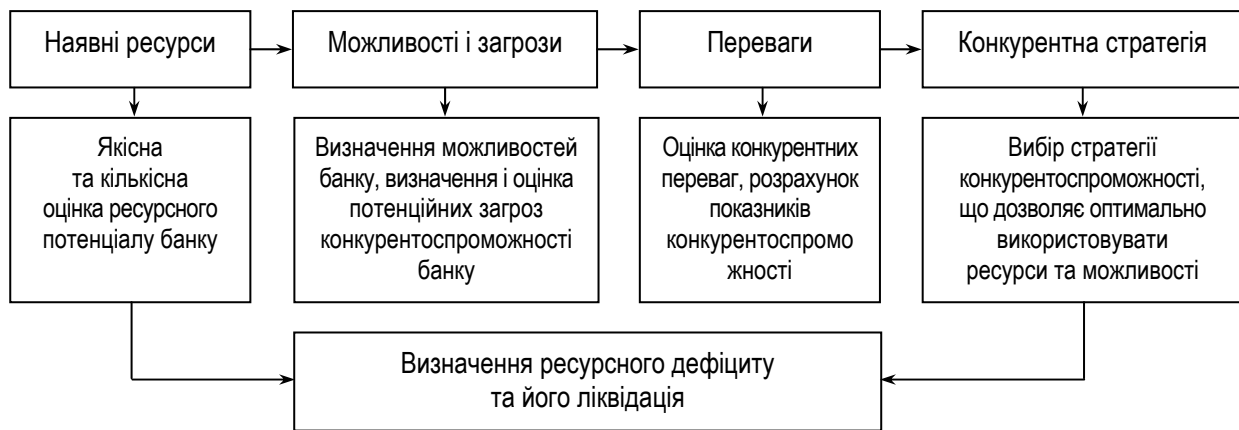 Наявні ресурси
Можливості і загрози
Переваги
Конкурентна стратегія
Якісна
та кількісна
оцінка ресурсного
потенціалу банку
Визначення можливостей
банку, визначення і оцінка
потенційних загроз
конкурентоспроможності
банку
Оцінка конкурентних
переваг, розрахунок
показників
конкурентоспромо
жності
Вибір стратегії
конкурентоспроможності,
що дозволяє оптимально
використовувати
ресурси та можливості
Визначення ресурсного дефіциту
та його ліквідація